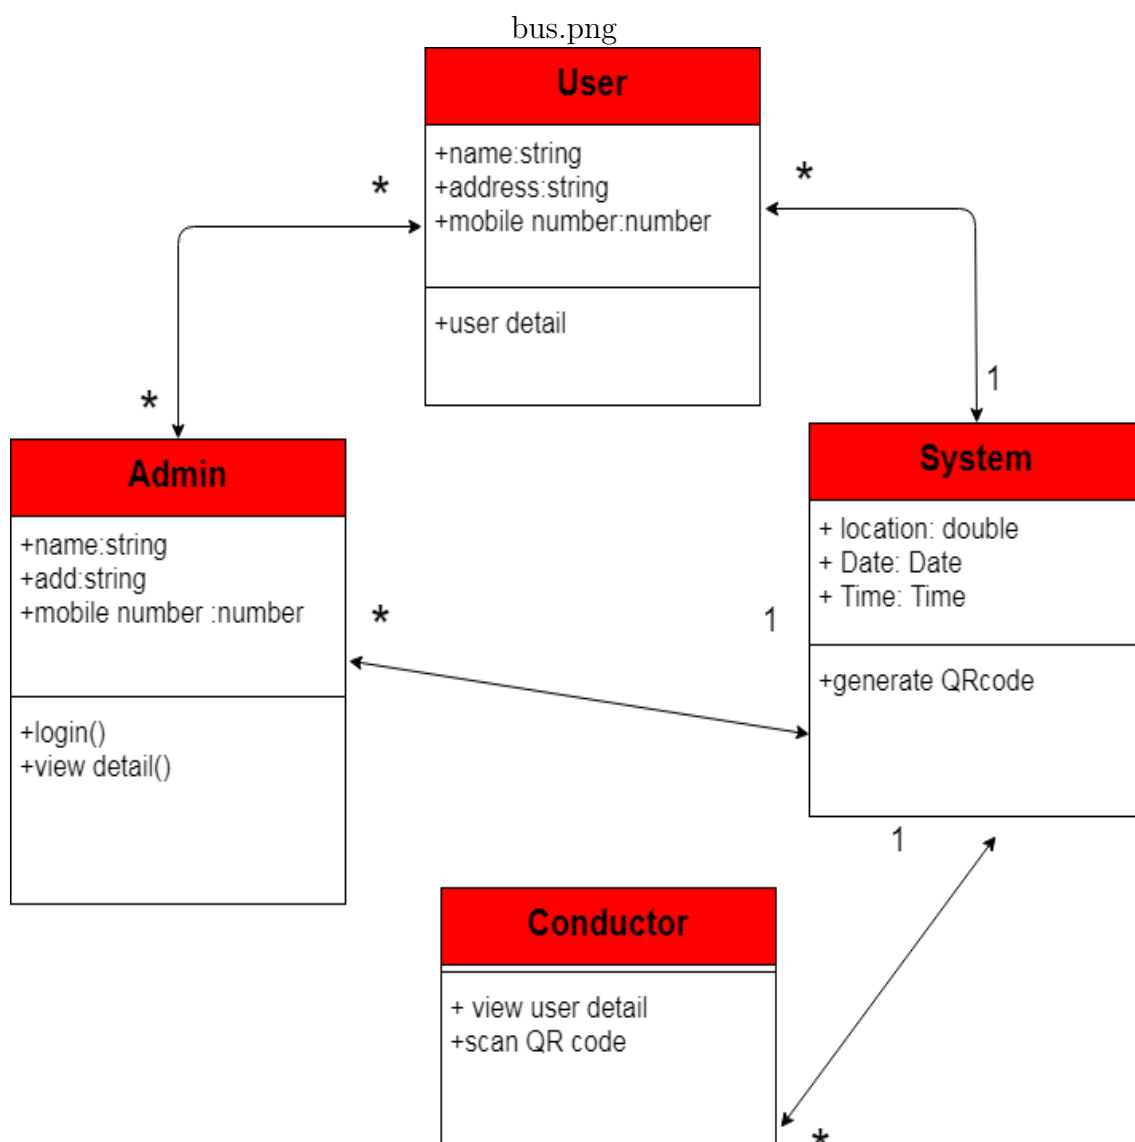 bus.png
User
+name:string
+address:string
+mobile number:number
+user detail
*
*
*
1
Admin
+name:string
+add:string
+mobile number :number
+login()
+view detail()
*
1
System
+ location: double
+ Date: Date
+ Time: Time
+generate QRcode
1
Conductor
+ view user detail
+scan QR code
*